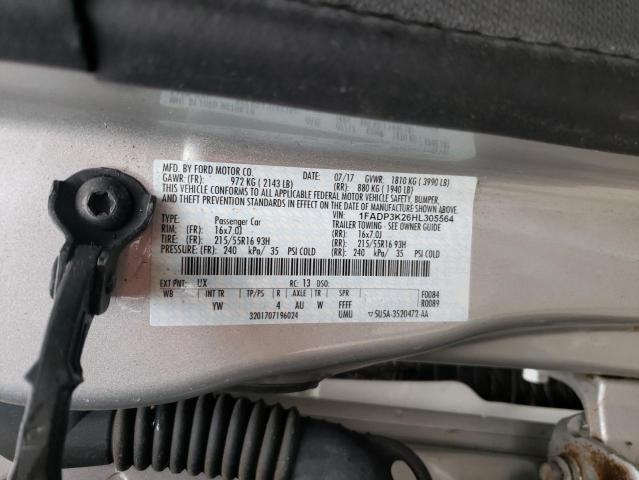 MFD. BY FORD MOTOR CO. DATE: 07/17 GVWR: 1810 KG ( 3990 LB)
GAWR: (FR): 972 KG ( 2143 LB) (RR): 880 KG ( 1940 LB)
THIS VEHICLE CONFORMS TO ALL APPLICABLE FEDERAL MOTOR VEHICLE SAFETY, BUMPER,
AND THEFT PREVENTION STANDARDS IN EFFECT ON THE DATE OF MANUFACTURE SHOWN ABOVE.
VIN: 1FADP3K26HL305564
TYPE: Passenger Car TRAILER TOWING - SEE OWNER GUIDE
RIM: (FR): 16x7.0J (RR): 16x7.0J
TIRE: (FR): 215/55R16 93H (RR): 215/55R16 93H
PRESSURE: (FR): 240 kPa/ 35 PSI COLD (RR): 240 kPa/ 35 PSI COLD
EXT PNT: UX RC: 13 DSO:
WB INT TR TP/PS R AXLE TR SPR F0084
YW 4 AU W FFFF R0089
3201707196024 UMU ▽ SU5A-3520472-AA